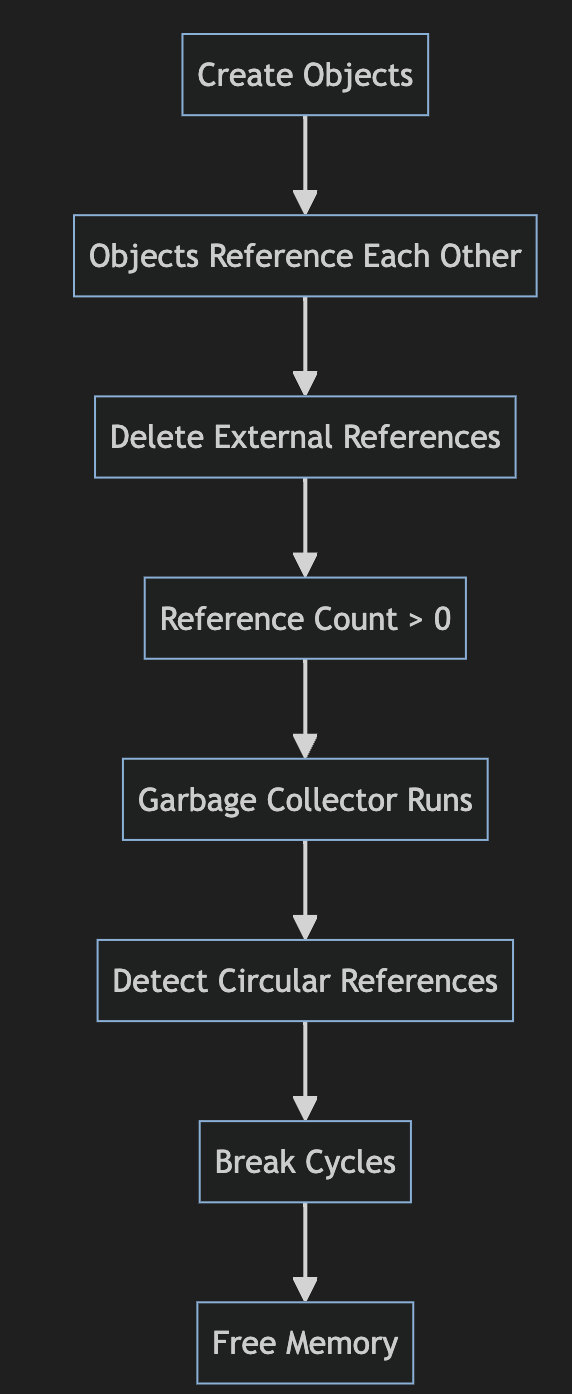 Create Objects
Objects Reference Each Other
Delete External References
Reference Count > 0
Garbage Collector Runs
Detect Circular References
Break Cycles
Free Memory